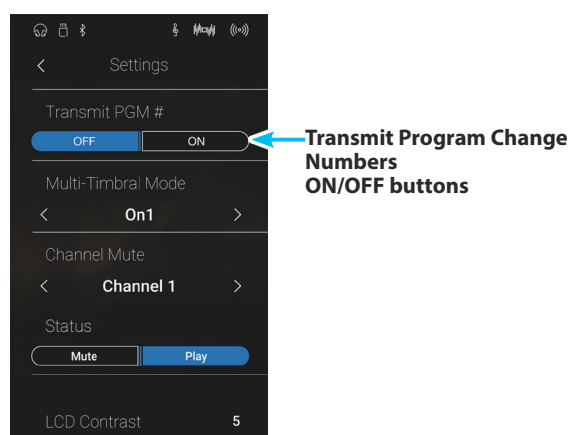 Settings
Transmit PGM #
OFF ON
Transmit Program Change
Numbers
ON/OFF buttons
Multi-Timbral Mode
On1
Channel Mute
Channel 1
Status
Mute Play
LCD Contrast 5